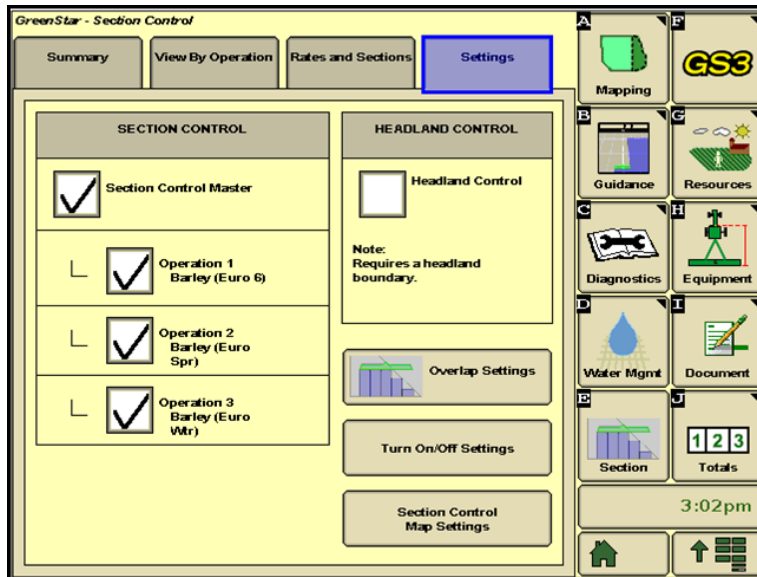 GreenStar - Section Control
Summary
View By Operation
Rates and Sections
Settings
SECTION CONTROL
Section Control Master
Operation 1
Barley (Euro 6)
Operation 2
Barley (Euro
Spr)
Operation 3
Barley (Euro
Wtr)
HEADLAND CONTROL
Headland Control
Note:
Requires a headland
boundary.
Overlap Settings
Turn On/Off Settings
Section Control
Map Settings
A
Mapping
F
GS3
B
Guidance
G
Resources
C
Diagnostics
H
Equipment
D
Water Mgmt
I
Document
E
Section
J
1 2 3
Totals
3:02pm